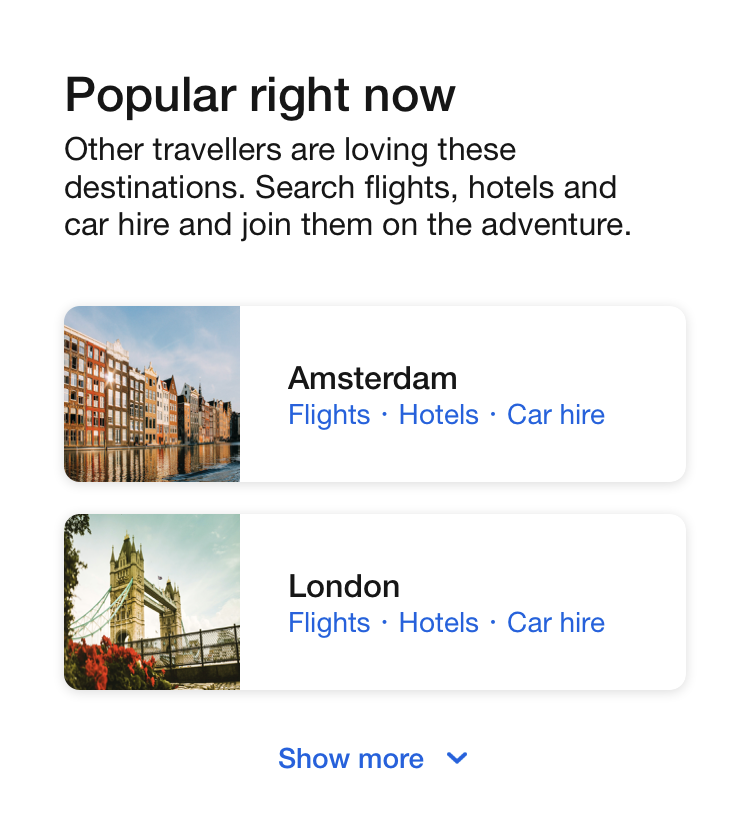 Popular right now
Other travellers are loving these
destinations. Search flights, hotels and
car hire and join them on the adventure.
Amsterdam
Flights · Hotels · Car hire
London
Flights · Hotels · Car hire
Show more